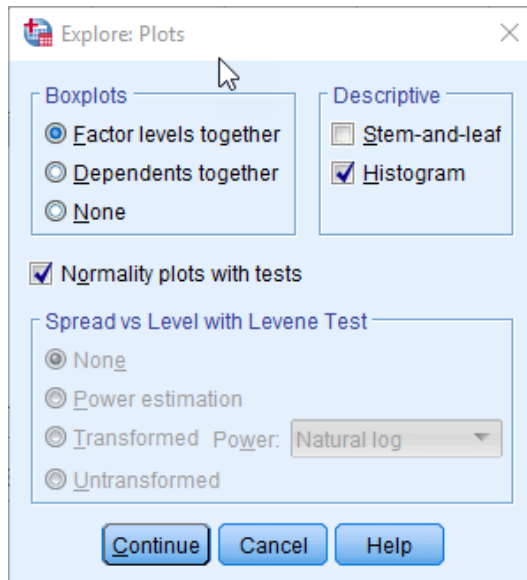 Explore: Plots
Boxplots
Factor levels together
Dependents together
None
Descriptive
Stem-and-leaf
Histogram
Normality plots with tests
Spread vs Level with Levene Test
None
Power estimation
Transformed Power: Natural log
Untransformed
Continue Cancel Help